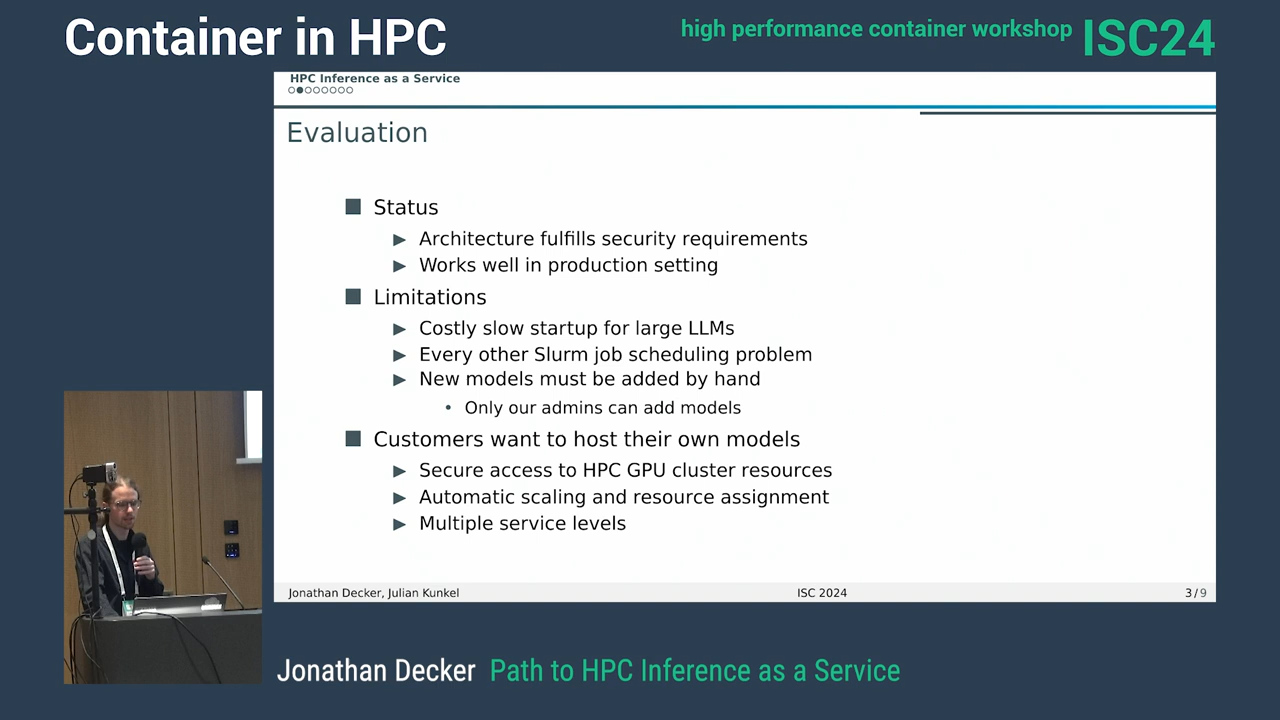 Container in HPC
high performance container workshop ISC24
HPC Inference as a Service
Evaluation
Status
Architecture fulfills security requirements
Works well in production setting
Limitations
Costly slow startup for large LLMs
Every other Slurm job scheduling problem
New models must be added by hand
Only our admins can add models
Customers want to host their own models
Secure access to HPC GPU cluster resources
Automatic scaling and resource assignment
Multiple service levels
Jonathan Decker, Julian Kunkel ISC 2024 3/9
Jonathan Decker Path to HPC Inference as a Service